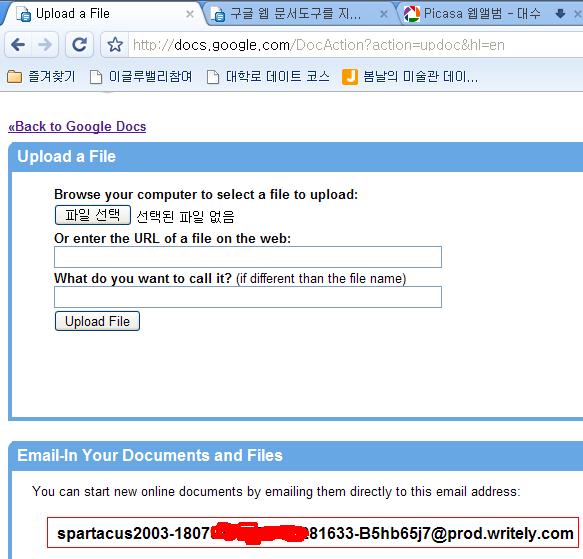 Upload a File
구글 웹 문서도구를 지...
Picasa 웹앨범 - 대수
http://docs.google.com/DocAction?action=updoc&hl=en
즐겨찾기 이글루밸리참여 대학로 데이트 코스 봄날의 미술관 데이...
«Back to Google Docs
Upload a File
Browse your computer to select a file to upload:
파일 선택 선택된 파일 없음
Or enter the URL of a file on the web:
What do you want to call it? (if different than the file name)
Upload File
Email-In Your Documents and Files
You can start new online documents by emailing them directly to this email address:
spartacus2003-1807 281633-B5hb65j7@prod.writely.com